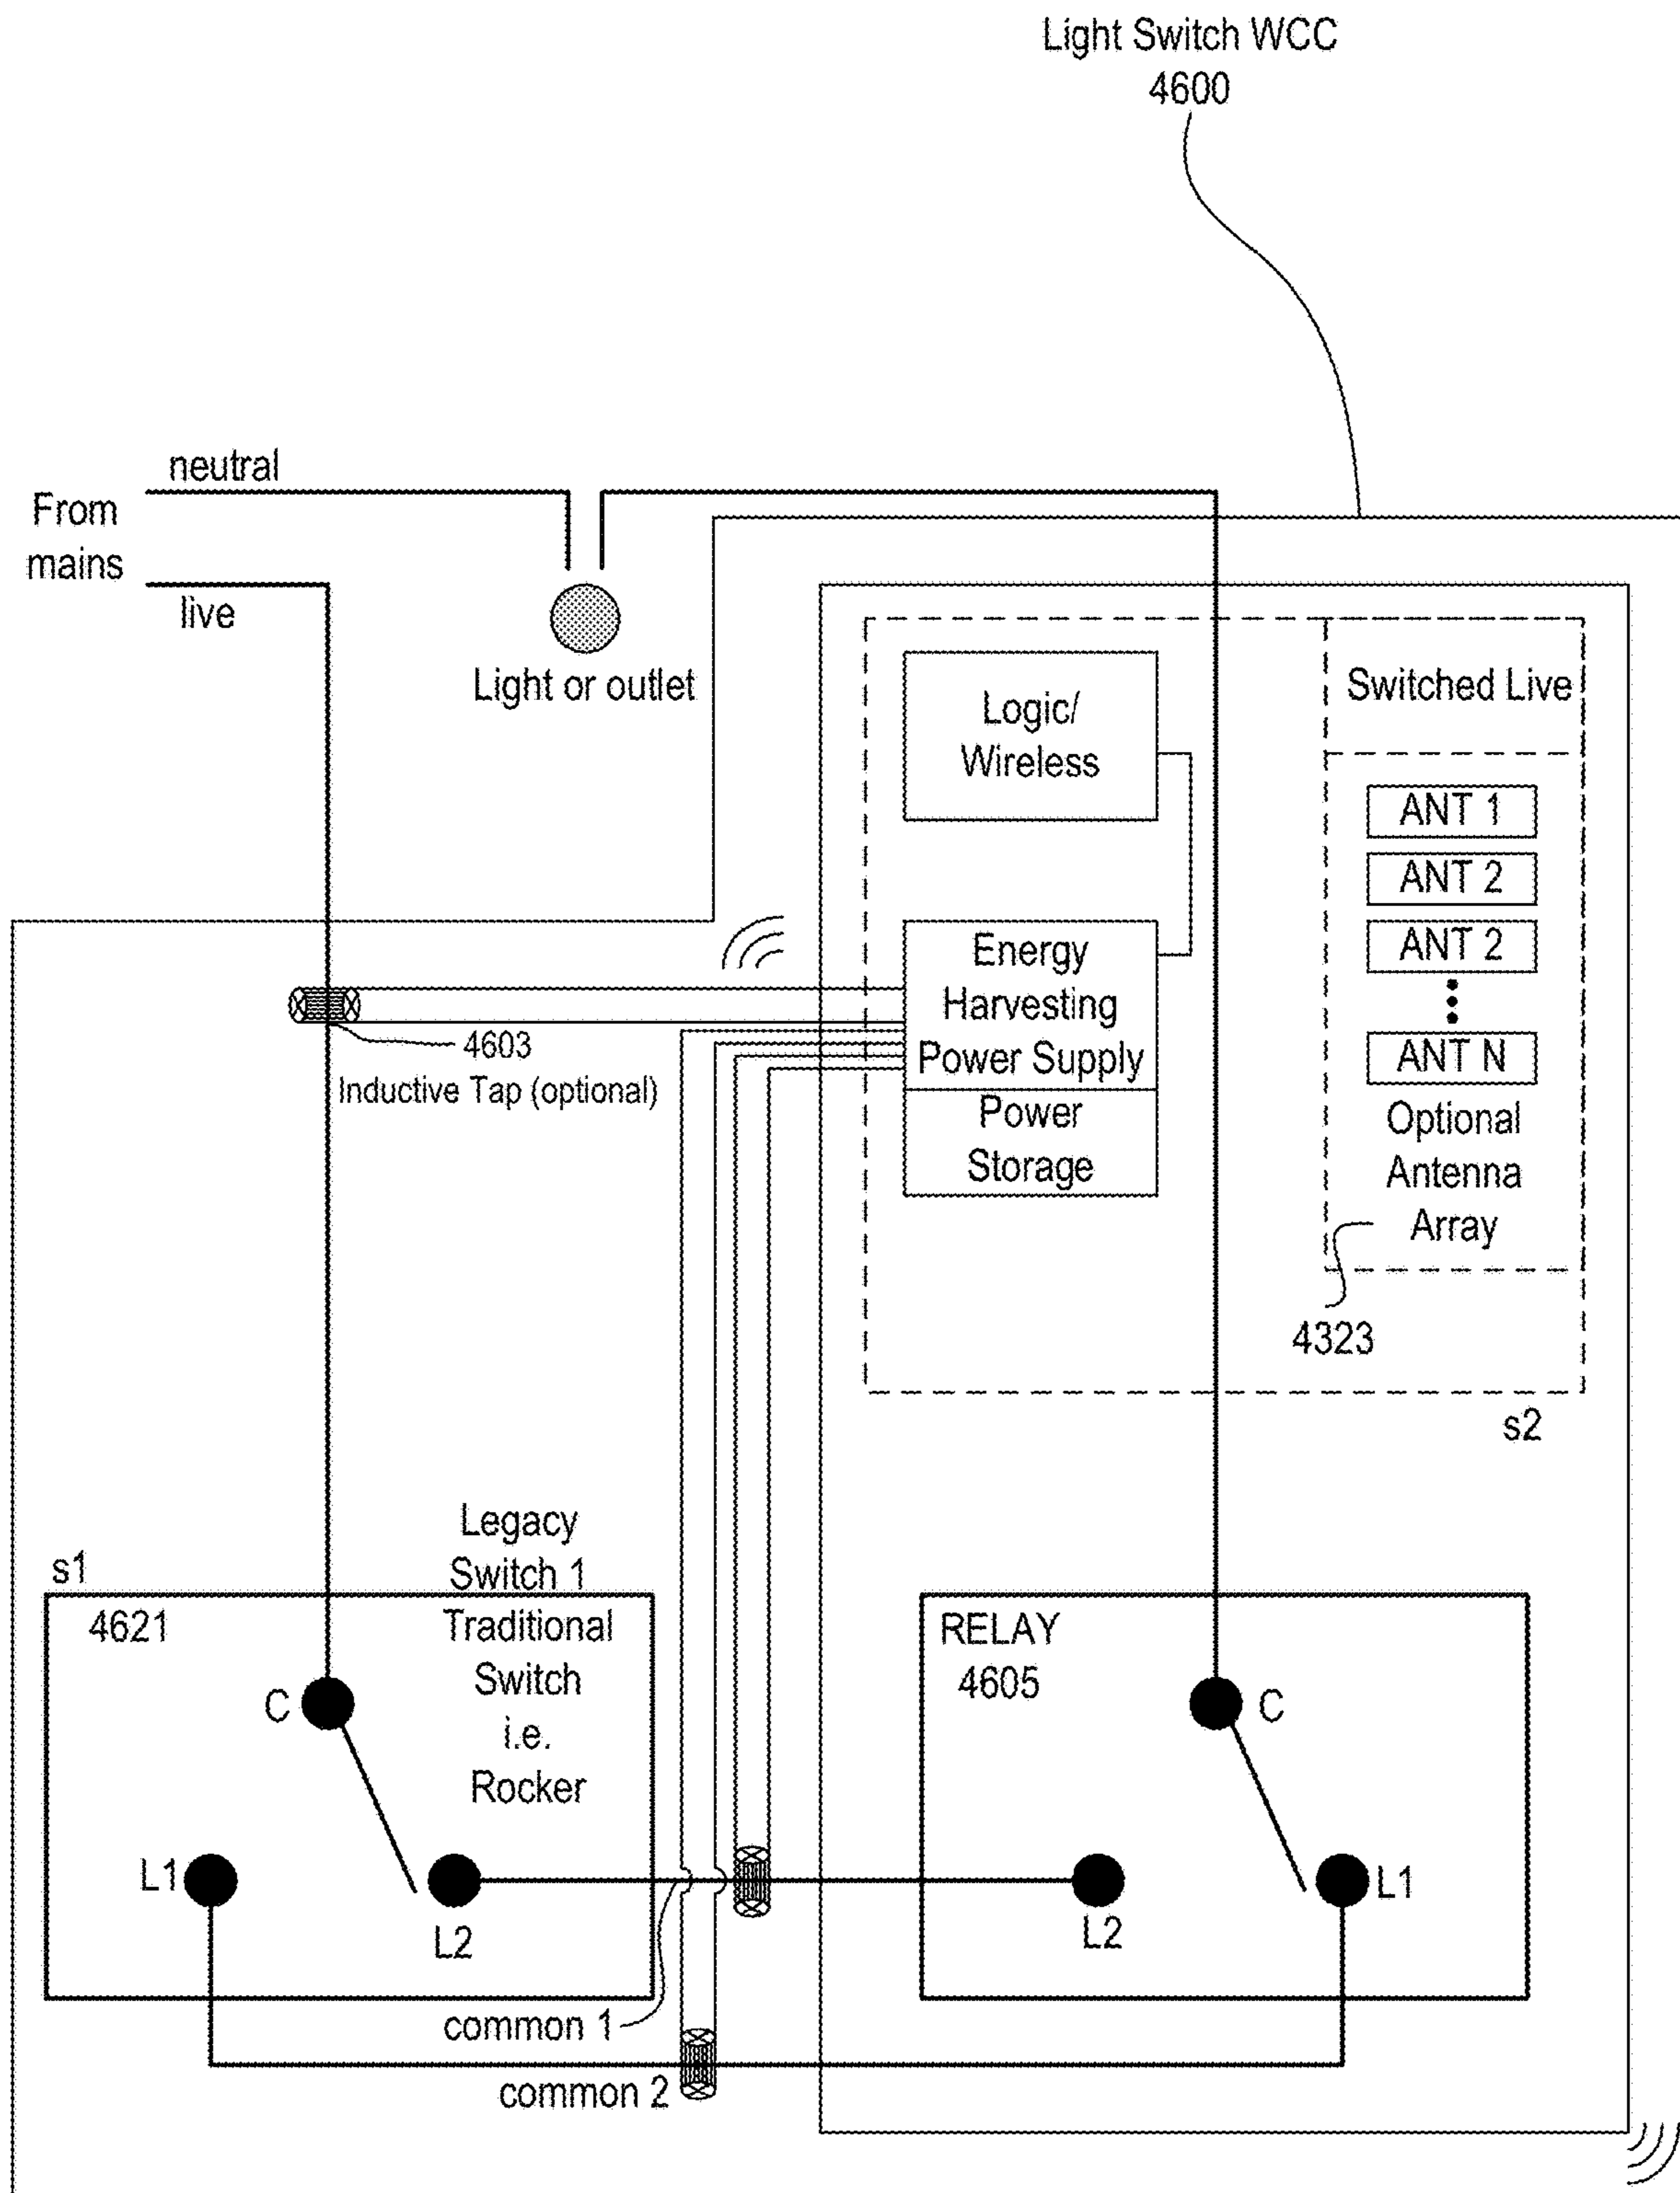 Light Switch WCC
4600
neutral
From
mains
live
Light or outlet
Logic/
Wireless
Switched Live
ANT 1
ANT 2
ANT 2
ANT N
Optional
Antenna
Array
4323
Energy
Harvesting
Power Supply
Power
Storage
4603
Inductive Tap (optional)
s2
s1
4621
Legacy
Switch 1
Traditional
Switch
i.e.
Rocker
C
L1
L2
RELAY
4605
C
L2
L1
common 1
common 2